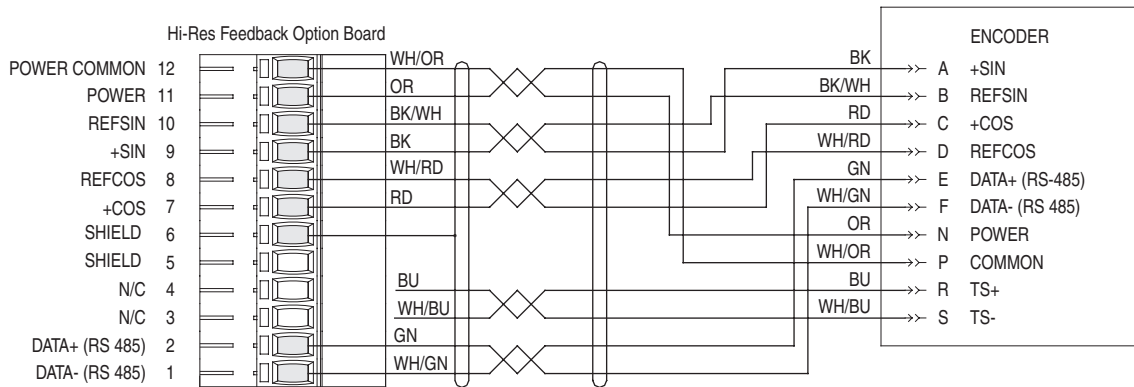 Hi-Res Feedback Option Board
ENCODER
POWER COMMON 12 WH/OR BK A +SIN
POWER 11 OR BK/WH B REFSIN
REFSIN 10 BK/WH RD C +COS
+SIN 9 BK WH/RD D REFCOS
REFCOS 8 WH/RD GN E DATA+ (RS-485)
+COS 7 RD WH/GN F DATA- (RS 485)
SHIELD 6 OR N POWER
SHIELD 5 WH/OR P COMMON
N/C 4 BU BU R TS+
N/C 3 WH/BU WH/BU S TS-
DATA+ (RS 485) 2 GN
DATA- (RS 485) 1 WH/GN